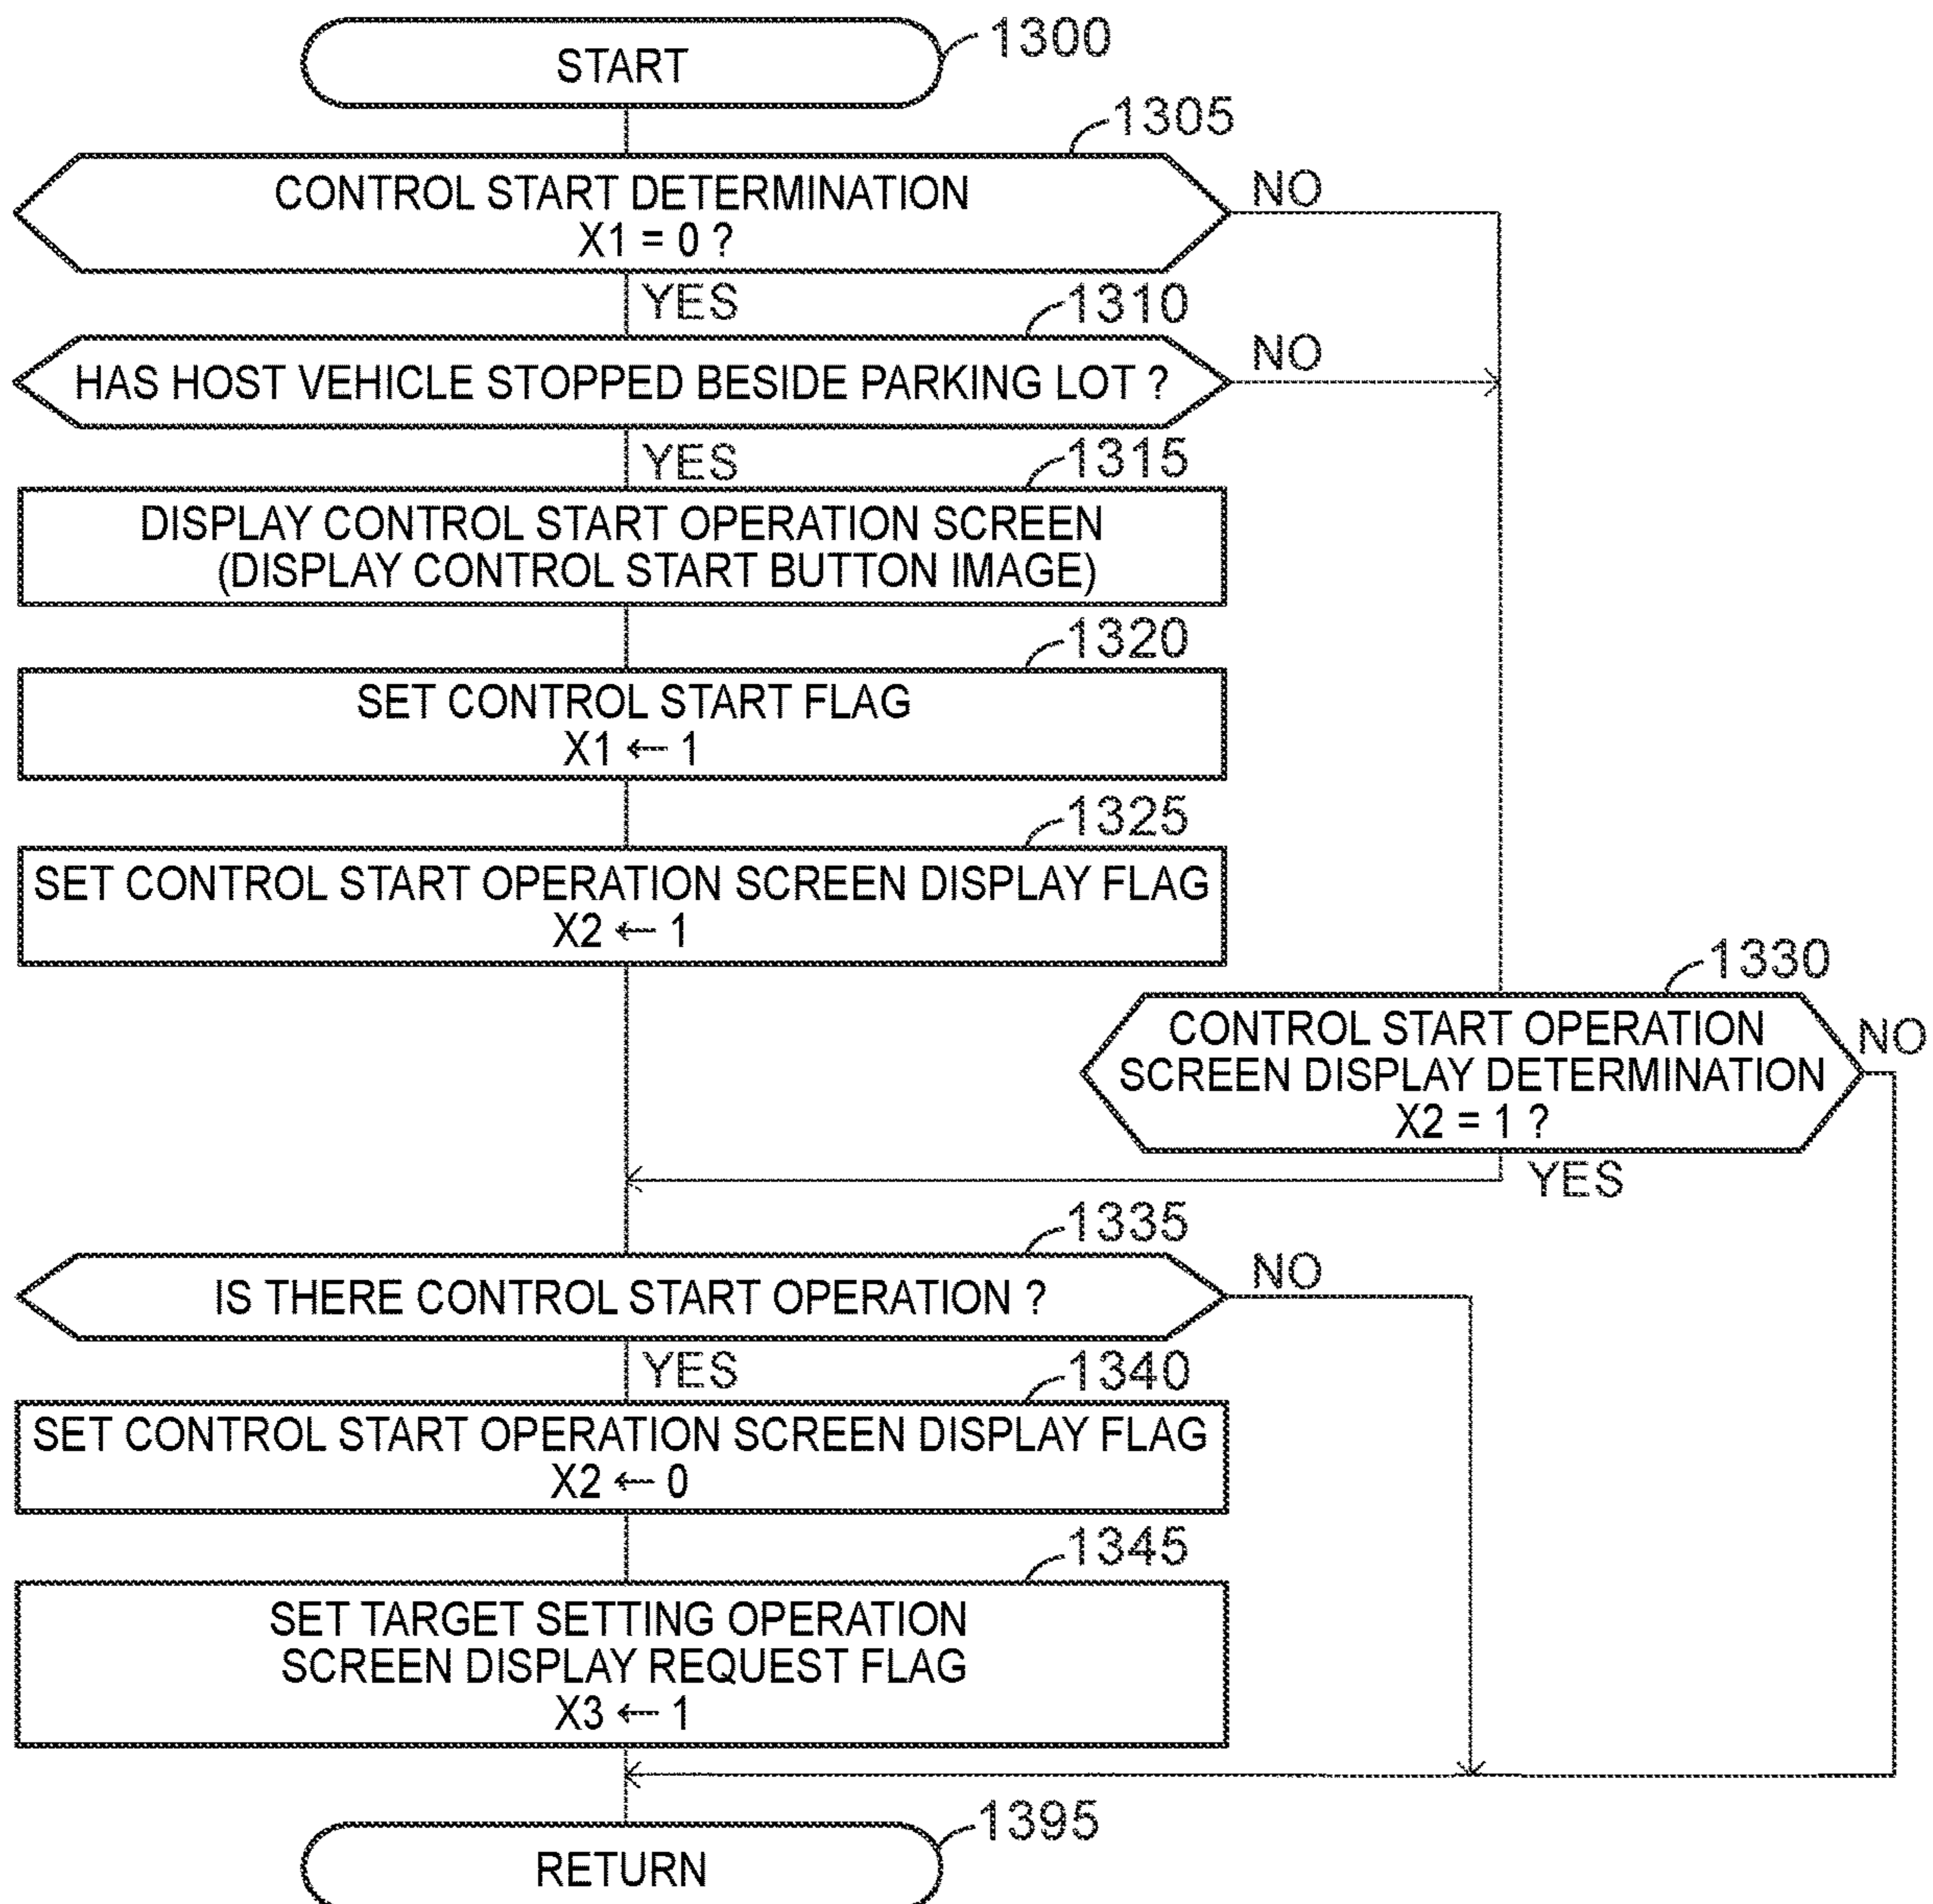 START
1300
1305
CONTROL START DETERMINATION
X1 = 0 ?
NO
YES
1310
HAS HOST VEHICLE STOPPED BESIDE PARKING LOT ?
NO
YES
1315
DISPLAY CONTROL START OPERATION SCREEN
(DISPLAY CONTROL START BUTTON IMAGE)
1320
SET CONTROL START FLAG
X1 ← 1
1325
SET CONTROL START OPERATION SCREEN DISPLAY FLAG
X2 ← 1
1330
CONTROL START OPERATION
SCREEN DISPLAY DETERMINATION
X2 = 1 ?
NO
YES
1335
IS THERE CONTROL START OPERATION ?
NO
YES
1340
SET CONTROL START OPERATION SCREEN DISPLAY FLAG
X2 ← 0
1345
SET TARGET SETTING OPERATION
SCREEN DISPLAY REQUEST FLAG
X3 ← 1
1395
RETURN